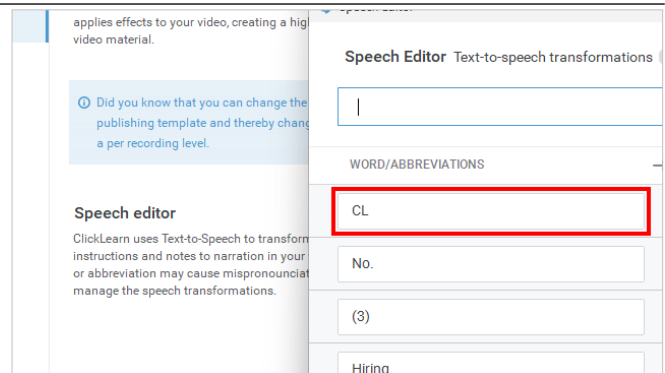 applies effects to your video, creating a hig
video material.
Did you know that you can change the
publishing template and thereby chang
a per recording level.
Speech editor
ClickLearn uses Text-to-Speech to transform
instructions and notes to narration in your
or abbreviation may cause mispronounciat
manage the speech transformations.
Speech Editor Text-to-speech transformations
WORD/ABBREVIATIONS
CL
No.
(3)
Hiring